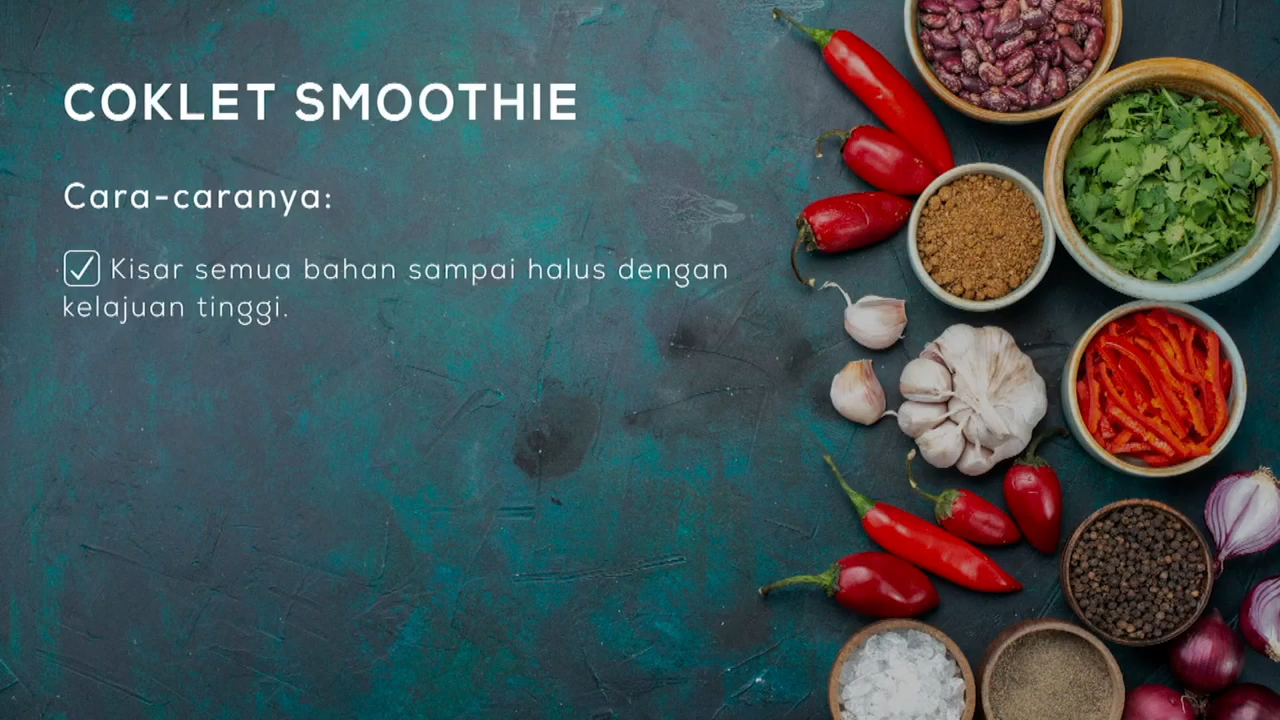 COKLET SMOOTHIE
Cara-caranya:
Kisar semua bahan sampai halus dengan
kelajuan tinggi.